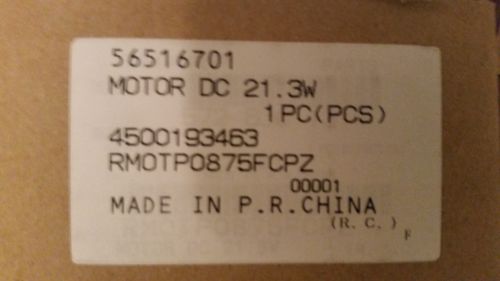 56516701
MOTOR DC 21.3W
1PC(PCS)
4500193463
RMOTP0875FCPZ
00001
MADE IN P.R.CHINA
(R.C.) F